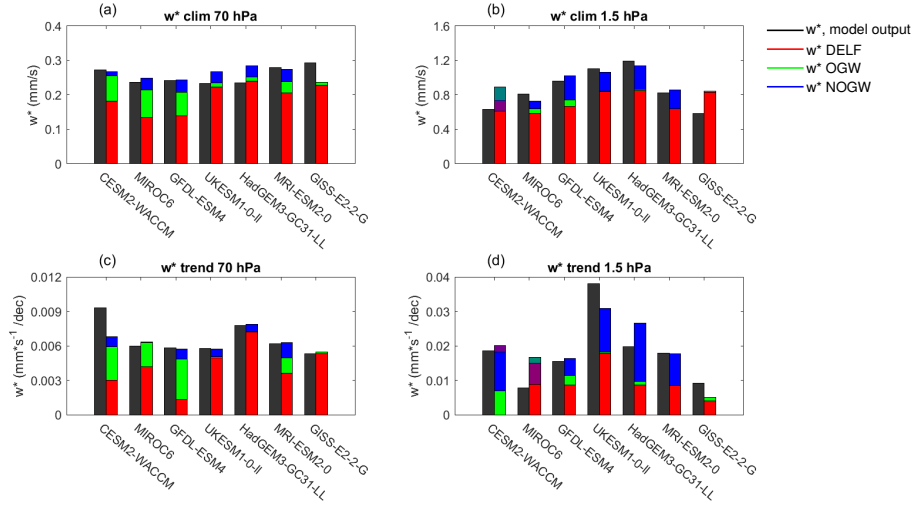 (a)
w* clim 70 hPa
0.4
0.3
0.2
0.1
0
w* (mm/s)
CESM2-WACCM
MIROC6
GFDL-ESM4
UKESM1-0-ll
HadGEM3-GC31-LL
MRI-ESM2-0
GISS-E2-2-G
(b)
w* clim 1.5 hPa
1.6
1.2
0.8
0.4
0
w* (mm/s)
CESM2-WACCM
MIROC6
GFDL-ESM4
UKESM1-0-ll
HadGEM3-GC31-LL
MRI-ESM2-0
GISS-E2-2-G
w*, model output
w* DELF
w* OGW
w* NOGW
(c)
w* trend 70 hPa
0.012
0.009
0.006
0.003
0
w* (mm*s⁻¹ /dec)
CESM2-WACCM
MIROC6
GFDL-ESM4
UKESM1-0-ll
HadGEM3-GC31-LL
MRI-ESM2-0
GISS-E2-2-G
(d)
w* trend 1.5 hPa
0.04
0.03
0.02
0.01
0
w* (mm*s⁻¹ /dec)
CESM2-WACCM
MIROC6
GFDL-ESM4
UKESM1-0-ll
HadGEM3-GC31-LL
MRI-ESM2-0
GISS-E2-2-G